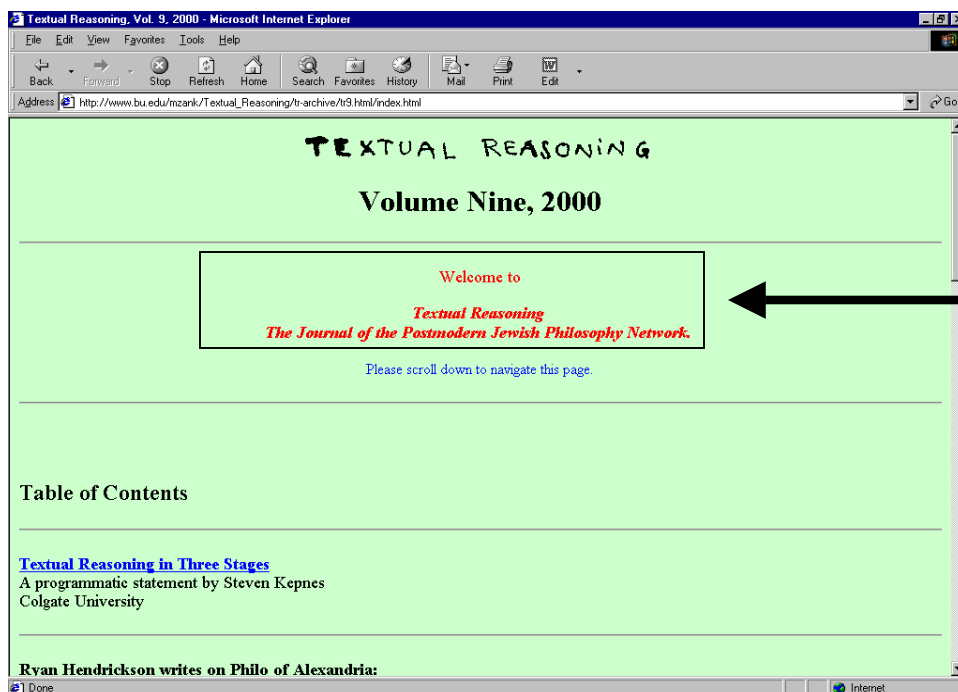 Textual Reasoning, Vol. 9, 2000 - Microsoft Internet Explorer
File Edit View Favorites Tools Help
Back Forward Stop Refresh Home Search Favorites History Mail Print Edit
Address http://www.bu.edu/mzank/Textual_Reasoning/tr-archive/tr9.html/index.html Go
TEXTUAL REASONiNG
Volume Nine, 2000
Welcome to
Textual Reasoning
The Journal of the Postmodern Jewish Philosophy Network.
Please scroll down to navigate this page.
Table of Contents
Textual Reasoning in Three Stages
A programmatic statement by Steven Kepnes
Colgate University
Ryan Hendrickson writes on Philo of Alexandria:
Done Internet